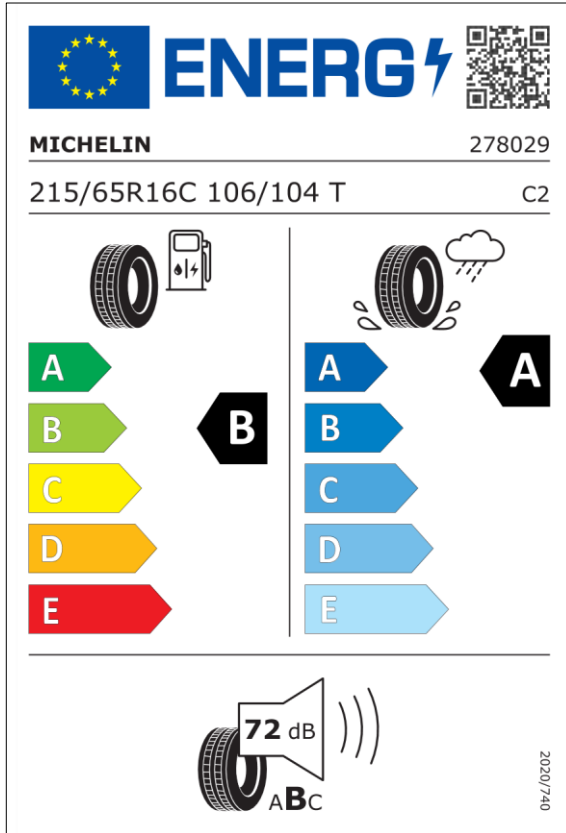 ENERG
MICHELIN 278029
215/65R16C 106/104 T C2
A
B
C
D
E
B
A
B
C
D
E
A
72 dB
ABC
2020/740